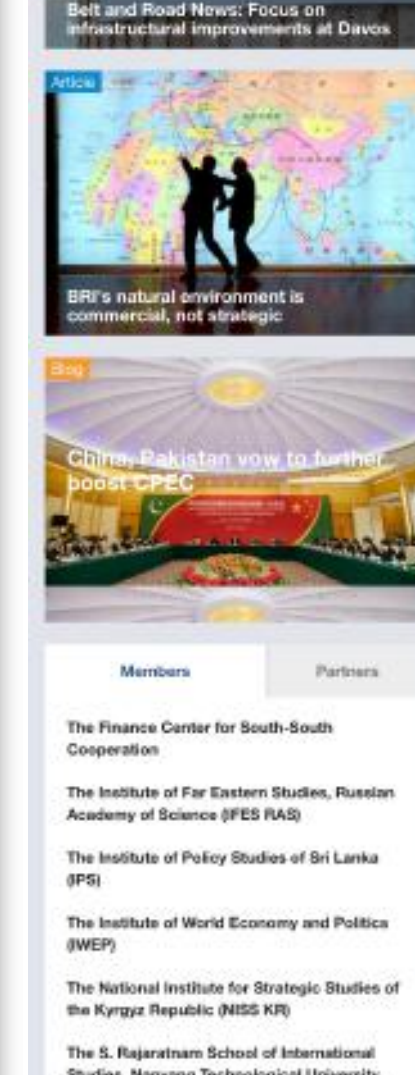 Belt and Road News: Focus on
infrastructural improvements at Davos
Article
BRI's natural environment is
commercial, not strategic
Blog
China, Pakistan vow to further
boost CPEC
Members
Partners
The Finance Center for South-South
Cooperation
The Institute of Far Eastern Studies, Russian
Academy of Science (IFES RAS)
The Institute of Policy Studies of Sri Lanka
(IPS)
The Institute of World Economy and Politics
(IWEP)
The National Institute for Strategic Studies of
the Kyrgyz Republic (NISS KR)
The S. Rajaratnam School of International
Studies, Nanyang Technological University